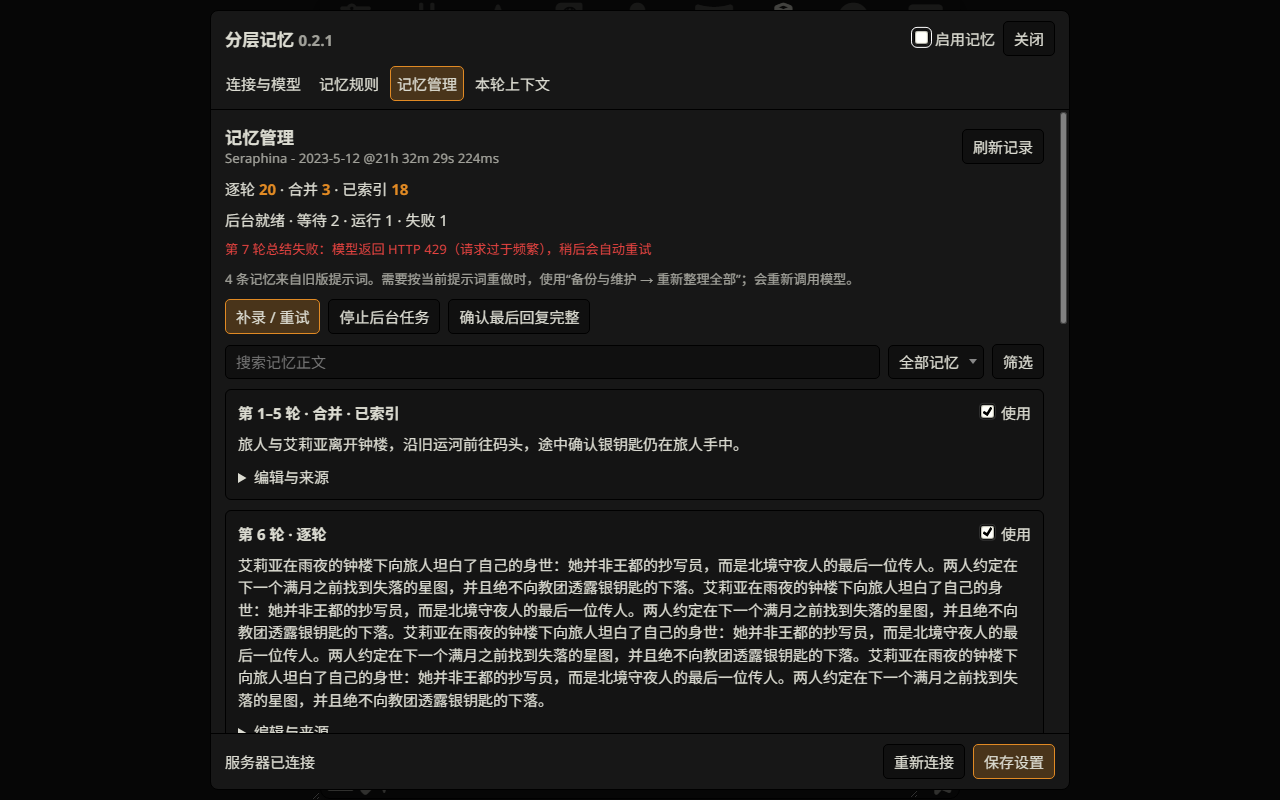 分层记忆 0.2.1
启用记忆
关闭
连接与模型
记忆规则
记忆管理
本轮上下文
记忆管理
Seraphina - 2023-5-12 @21h 32m 29s 224ms
刷新记录
逐轮 20 · 合并 3 · 已索引 18
后台就绪 · 等待 2 · 运行 1 · 失败 1
第 7 轮总结失败：模型返回 HTTP 429（请求过于频繁），稍后会自动重试
4 条记忆来自旧版提示词。需要按当前提示词重做时，使用“备份与维护 → 重新整理全部”；会重新调用模型。
补录 / 重试
停止后台任务
确认最后回复完整
搜索记忆正文
全部记忆
筛选
第 1–5 轮 · 合并 · 已索引
使用
旅人与艾莉亚离开钟楼，沿旧运河前往码头，途中确认银钥匙仍在旅人手中。
编辑与来源
第 6 轮 · 逐轮
使用
艾莉亚在雨夜的钟楼下向旅人坦白了自己的身世：她并非王都的抄写员，而是北境守夜人的最后一位传人。两人约定在
下一个满月之前找到失落的星图，并且绝不向教团透露银钥匙的下落。艾莉亚在雨夜的钟楼下向旅人坦白了自己的身
世：她并非王都的抄写员，而是北境守夜人的最后一位传人。两人约定在下一个满月之前找到失落的星图，并且绝不向
教团透露银钥匙的下落。艾莉亚在雨夜的钟楼下向旅人坦白了自己的身世：她并非王都的抄写员，而是北境守夜人的最
后一位传人。两人约定在下一个满月之前找到失落的星图，并且绝不向教团透露银钥匙的下落。艾莉亚在雨夜的钟楼下
向旅人坦白了自己的身世：她并非王都的抄写员，而是北境守夜人的最后一位传人。两人约定在下一个满月之前找到失
落的星图，并且绝不向教团透露银钥匙的下落。
编辑与来源
服务器已连接
重新连接
保存设置